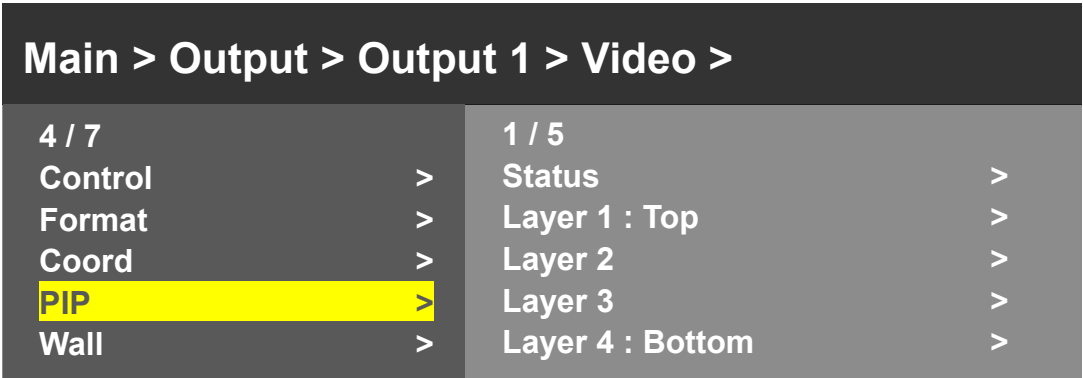 Main > Output > Output 1 > Video >
4 / 7
Control >
Format >
Coord >
PIP >
Wall >
1 / 5
Status >
Layer 1 : Top >
Layer 2 >
Layer 3 >
Layer 4 : Bottom >